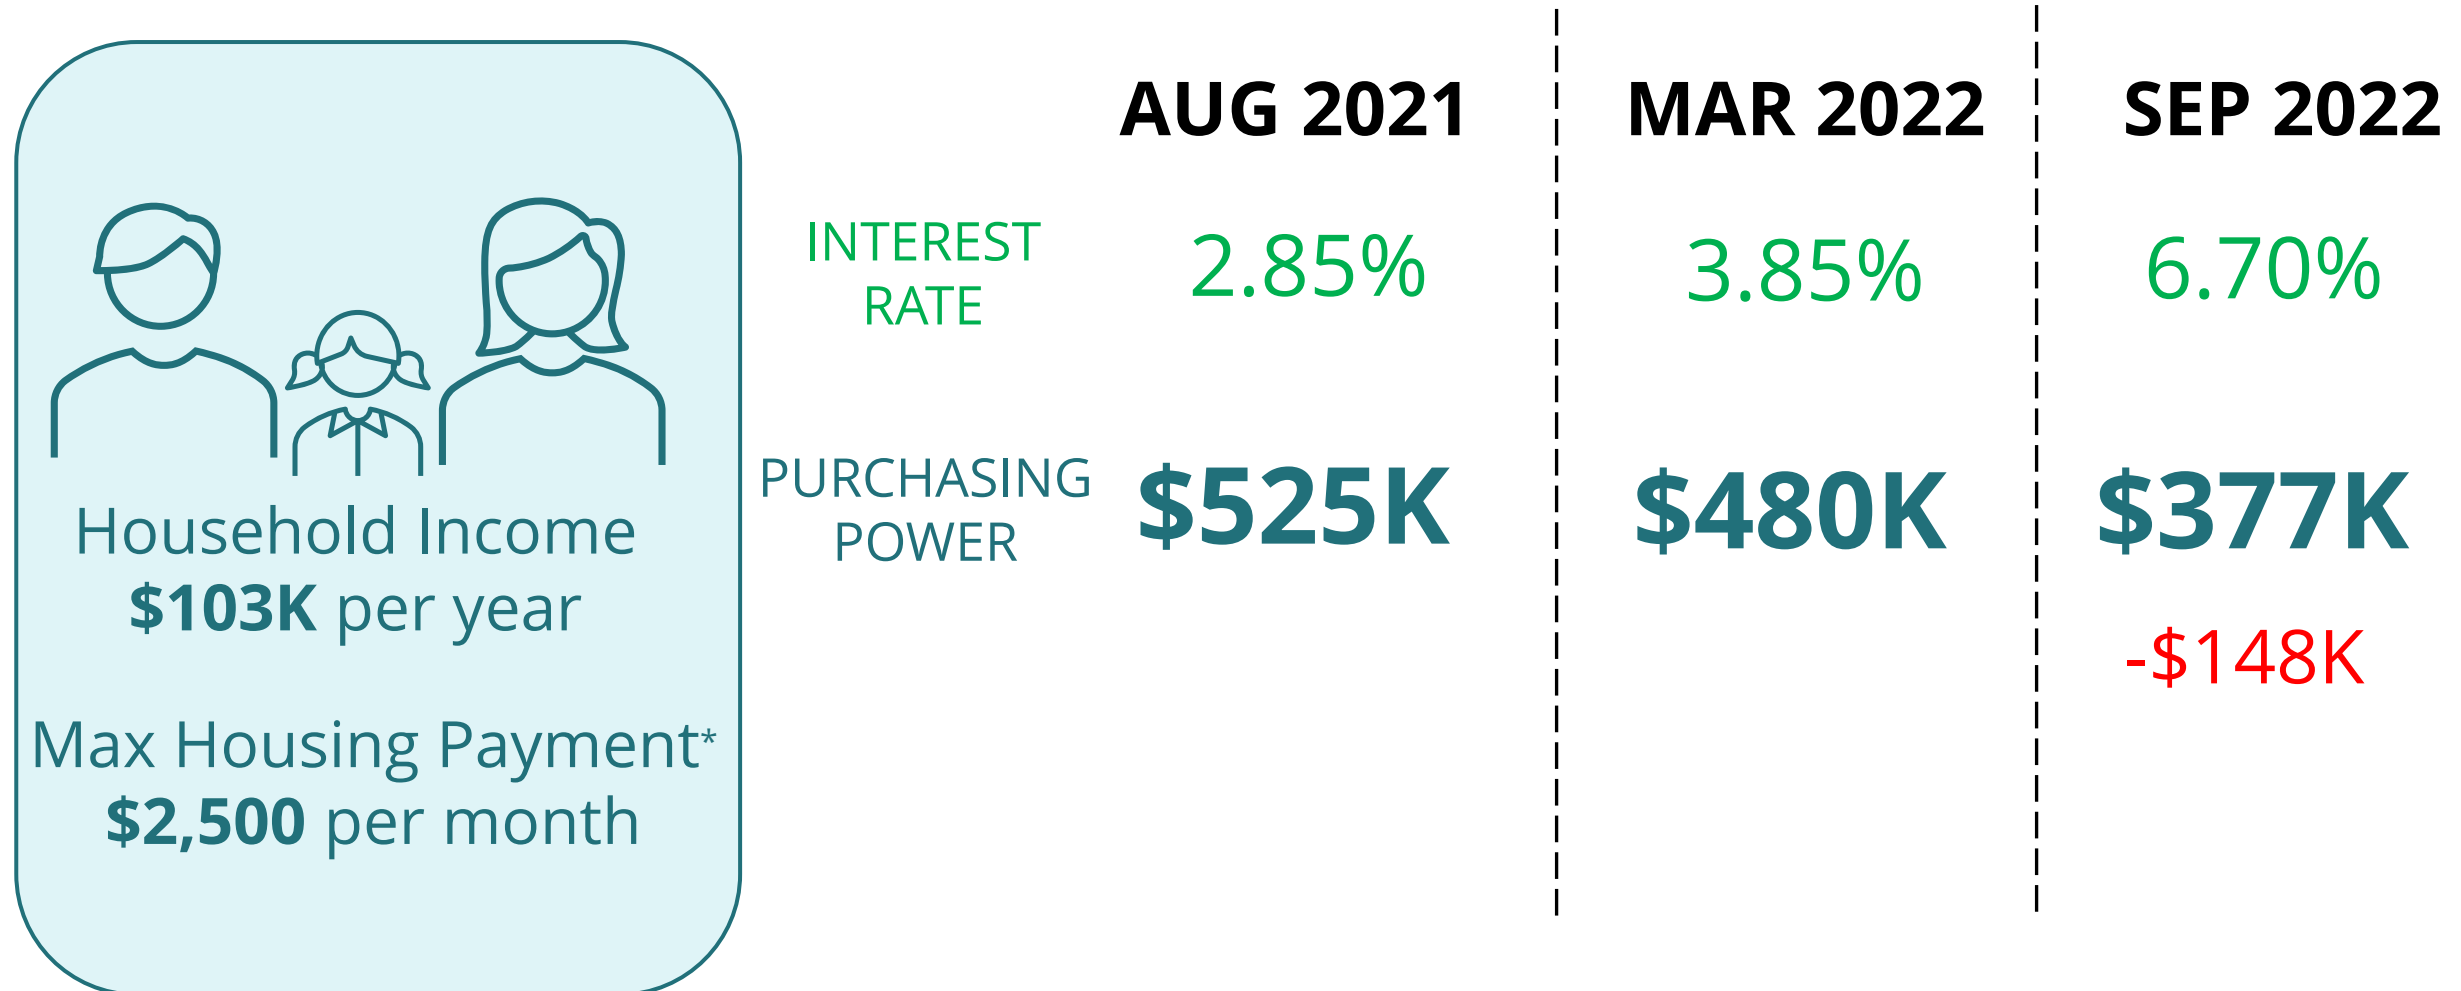 Household Income
$103K per year
Max Housing Payment*
$2,500 per month
AUG 2021
MAR 2022
SEP 2022
INTEREST
RATE
2.85%
3.85%
6.70%
PURCHASING
POWER
$525K
$480K
$377K
-$148K